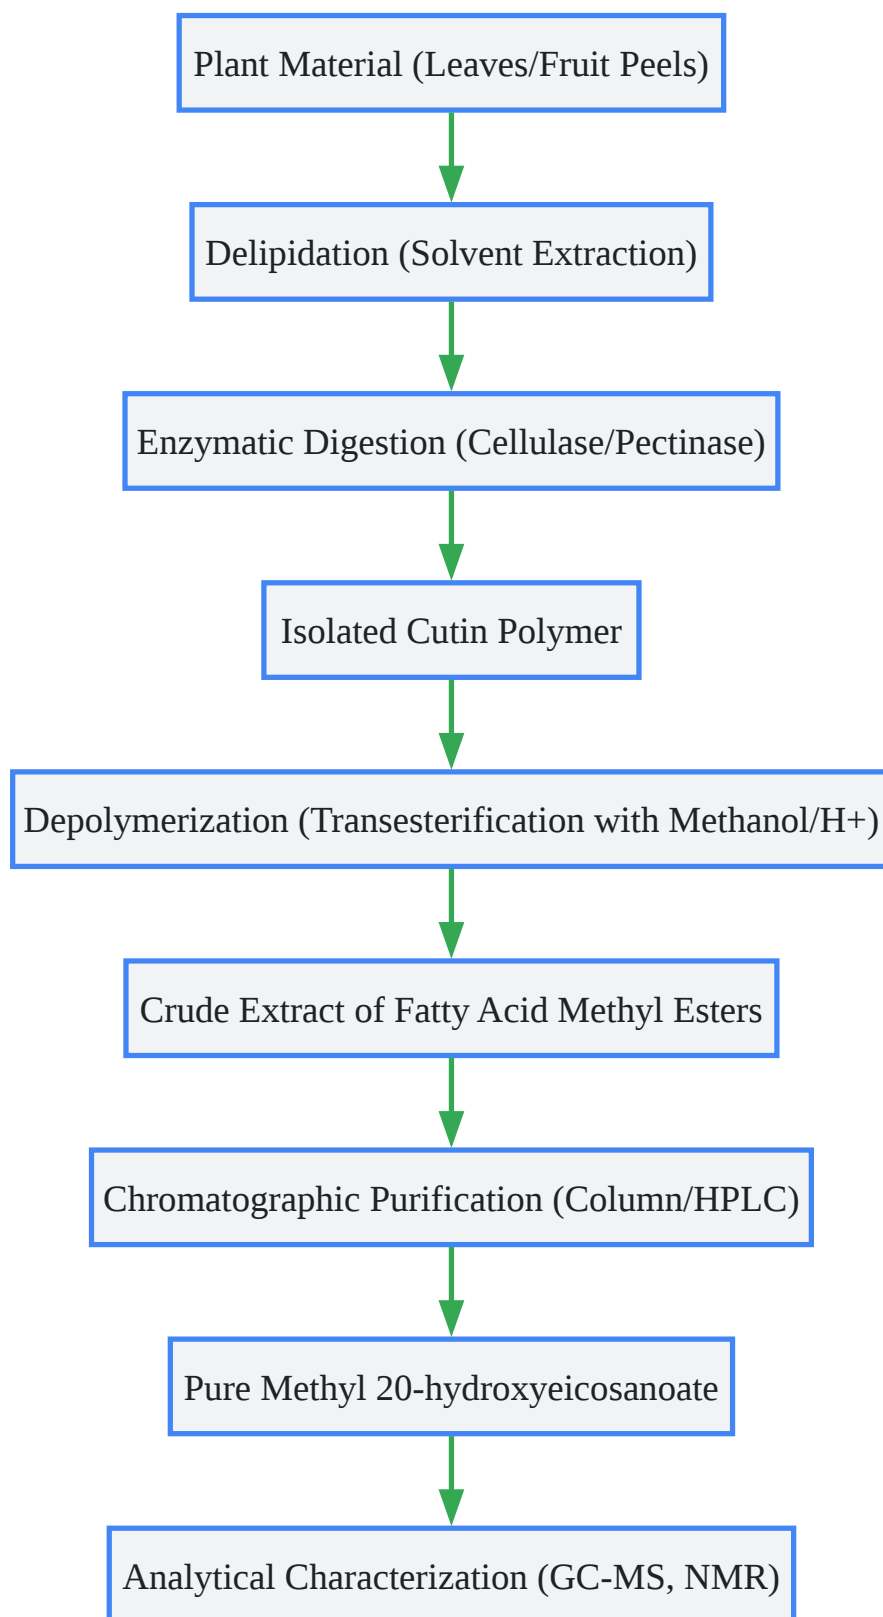 Plant Material (Leaves/Fruit Peels)
Delipidation (Solvent Extraction)
Enzymatic Digestion (Cellulase/Pectinase)
Isolated Cutin Polymer
Depolymerization (Transesterification with Methanol/H+)
Crude Extract of Fatty Acid Methyl Esters
Chromatographic Purification (Column/HPLC)
Pure Methyl 20-hydroxyeicosanoate
Analytical Characterization (GC-MS, NMR)